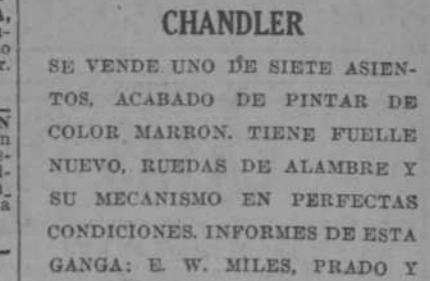 CHANDLER
SE VENDE UNO DE SIETE ASIEN-
TOS, ACABADO DE PINTAR DE
COLOR MARRON. TIENE FUELLE
NUEVO, RUEDAS DE ALAMBRE Y
SU MECANISMO EN PERFECTAS
CONDICIONES. INFORMES DE ESTA
GANGA: E. W. MILES, PRADO Y